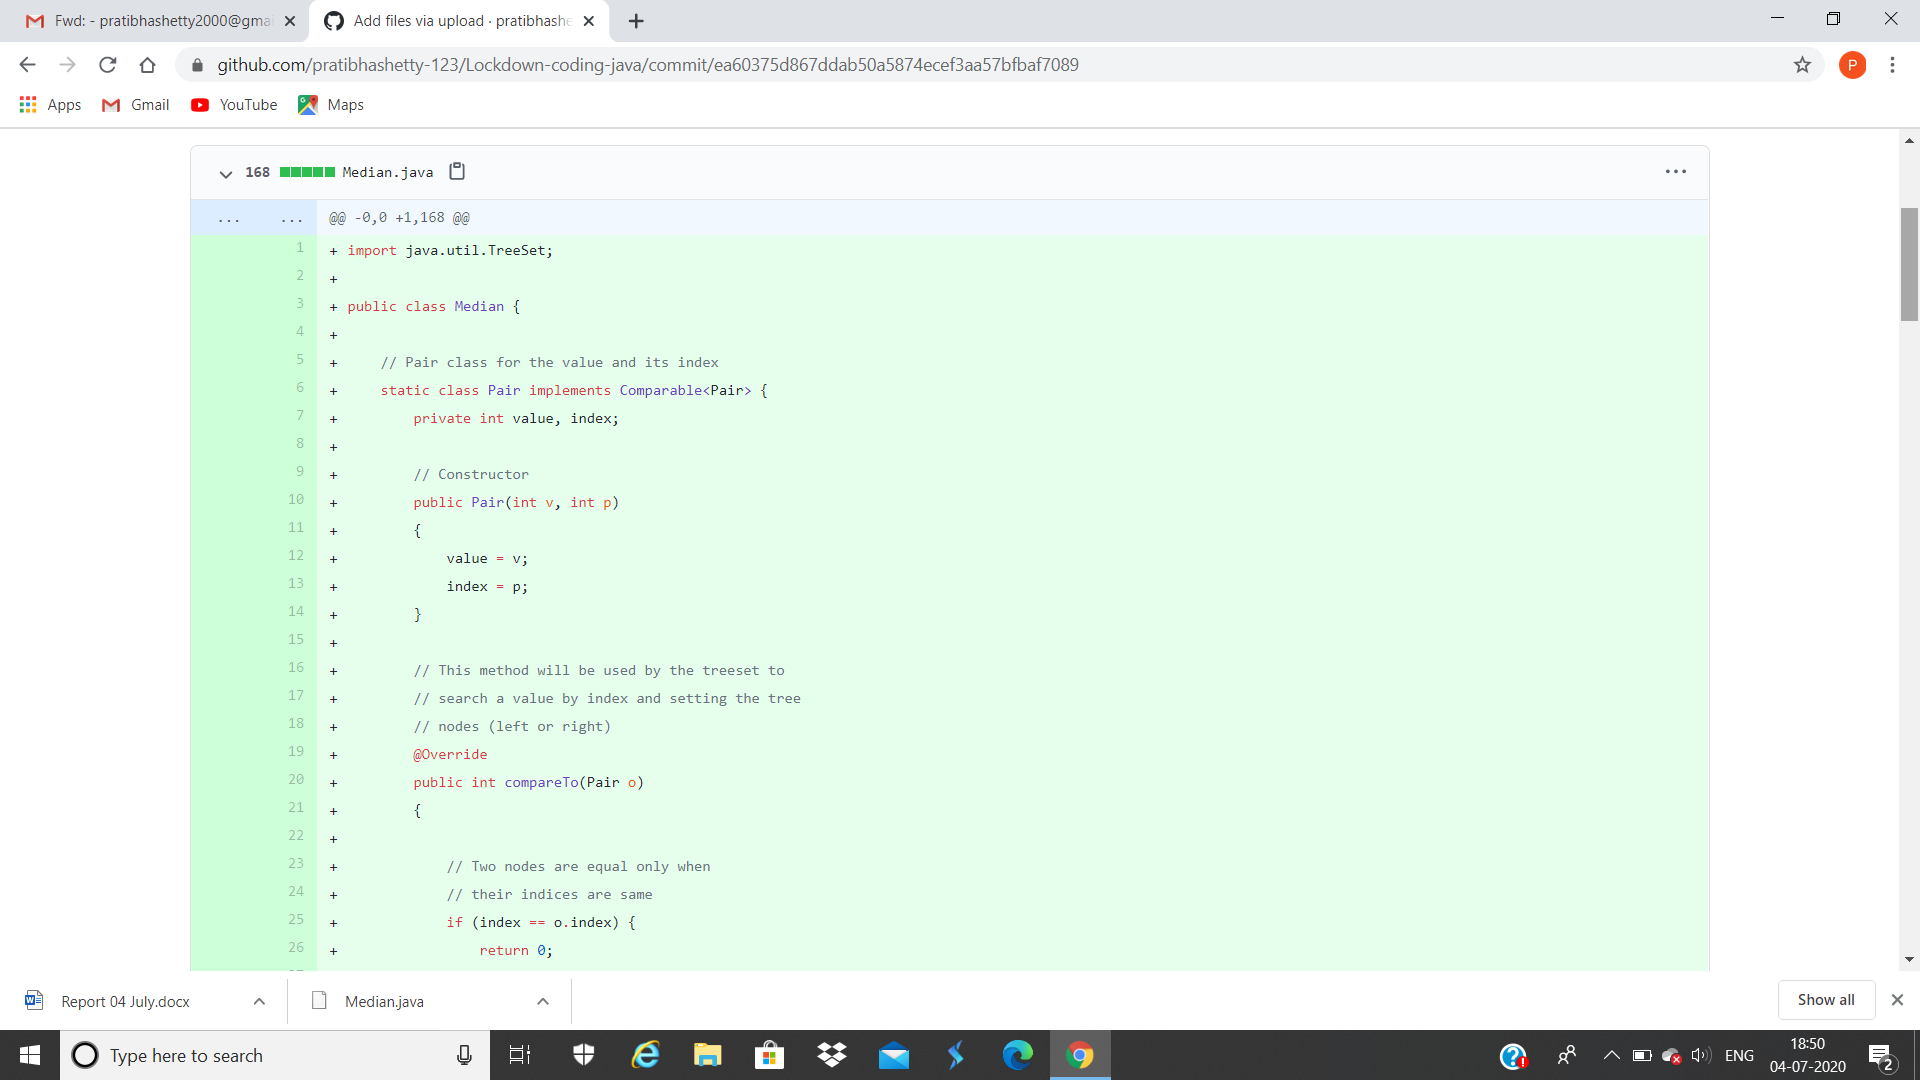 Fwd: - pratibhashetty2000@gmai
Add files via upload · pratibhashe
github.com/pratibhashetty-123/Lockdown-coding-java/commit/ea60375d867ddab50a5874ecef3aa57bfbaf7089
P
Apps Gmail YouTube Maps
168 Median.java
... ... @@ -0,0 +1,168 @@
1 + import java.util.TreeSet;
2 +
3 + public class Median {
4 +
5 + // Pair class for the value and its index
6 + static class Pair implements Comparable<Pair> {
7 + private int value, index;
8 +
9 + // Constructor
10 + public Pair(int v, int p)
11 + {
12 + value = v;
13 + index = p;
14 + }
15 +
16 + // This method will be used by the treeset to
17 + // search a value by index and setting the tree
18 + // nodes (left or right)
19 + @Override
20 + public int compareTo(Pair o)
21 + {
22 +
23 + // Two nodes are equal only when
24 + // their indices are same
25 + if (index == o.index) {
26 + return 0;
Report 04 July.docx Median.java Show all
Type here to search
ENG
18:50
04-07-2020
2